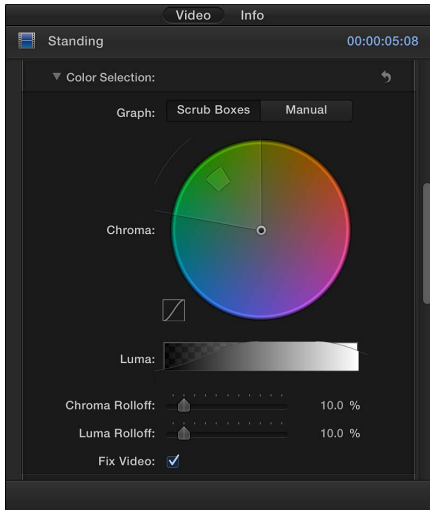 Video Info
Standing 00:00:05:08
Color Selection:
Graph: Scrub Boxes Manual
Chroma:
Luma:
Chroma Rolloff: 10.0 %
Luma Rolloff: 10.0 %
Fix Video: